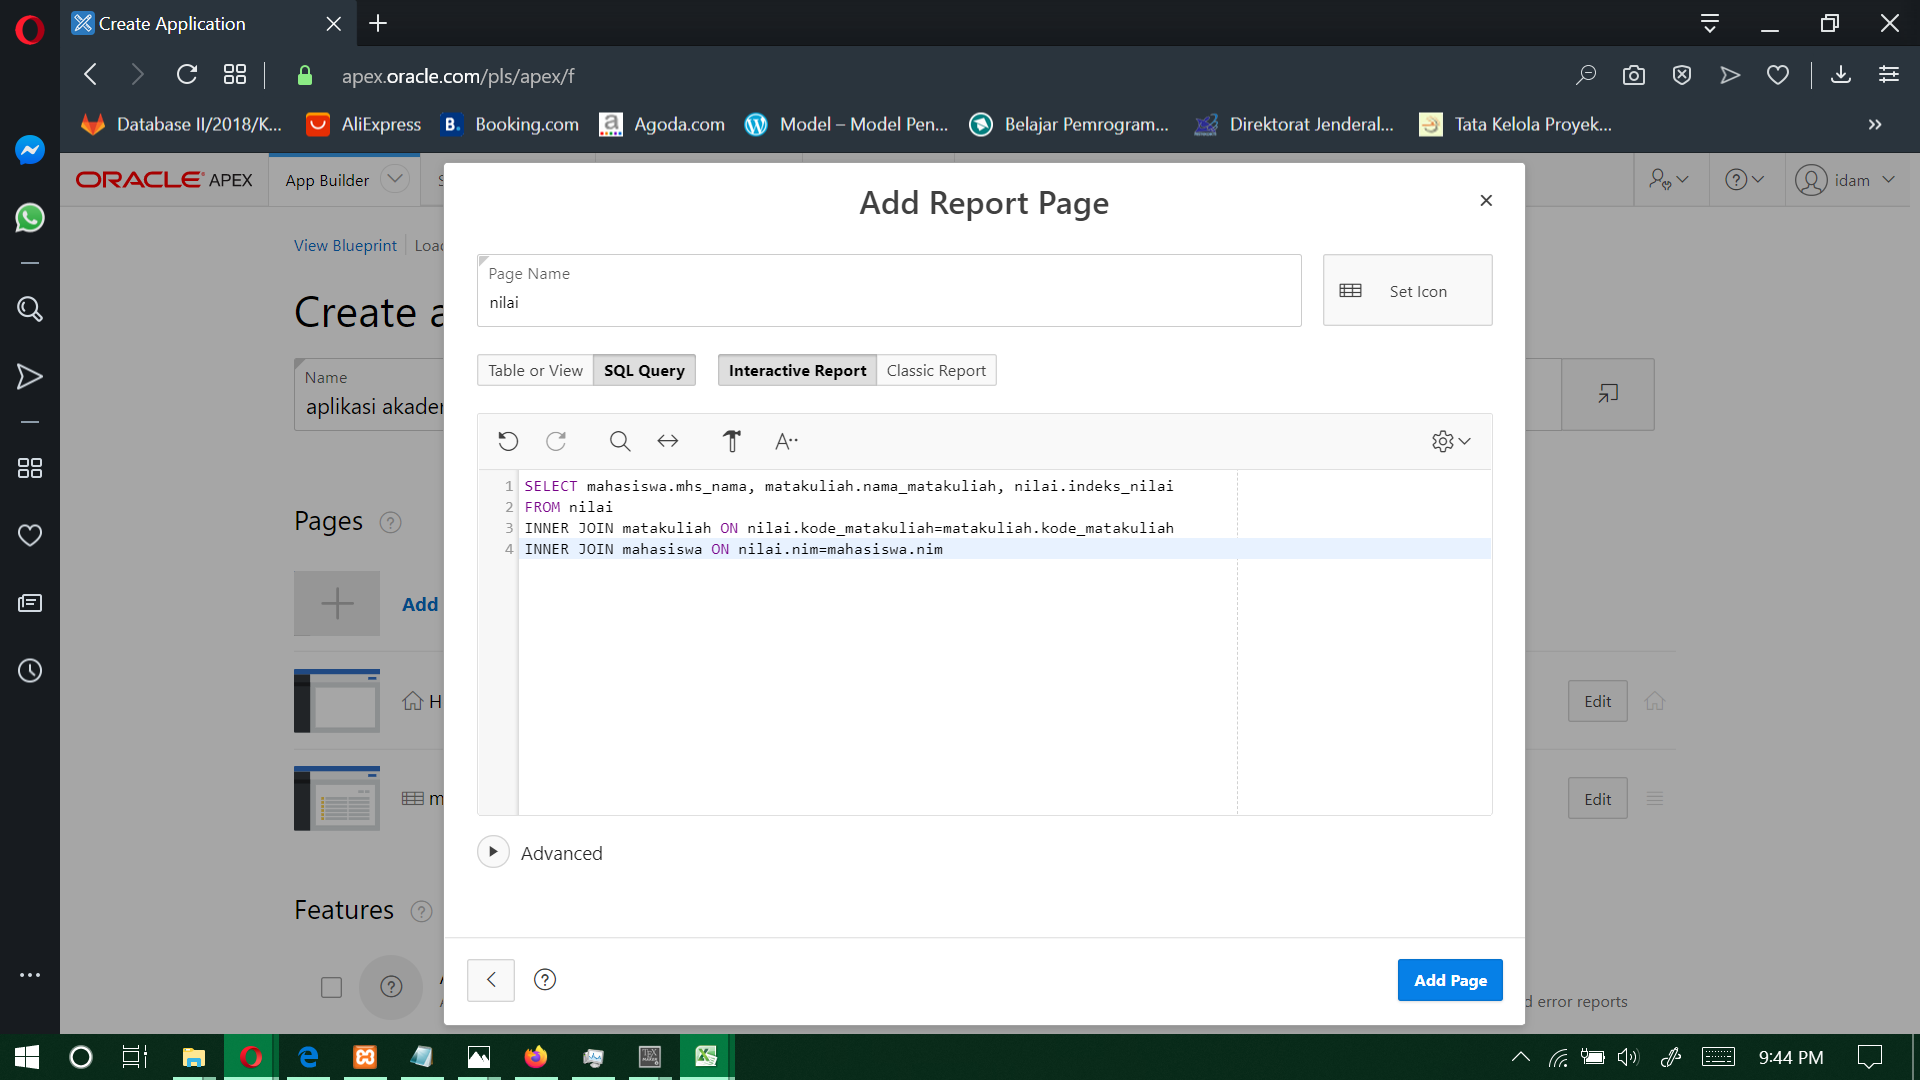 Create Application
apex.oracle.com/pls/apex/f
Database II/2018/K... AliExpress Booking.com Agoda.com Model – Model Pen... Belajar Pemrogram... Direktorat Jenderal... Tata Kelola Proyek...
ORACLE APEX App Builder idam
View Blueprint
Add Report Page
Page Name
nilai
Set Icon
Create a
Table or View SQL Query Interactive Report Classic Report
Name
aplikasi akader
A
1 SELECT mahasiswa.mhs_nama, matakuliah.nama_matakuliah, nilai.indeks_nilai
2 FROM nilai
3 INNER JOIN matakuliah ON nilai.kode_matakuliah=matakuliah.kode_matakuliah
4 INNER JOIN mahasiswa ON nilai.nim=mahasiswa.nim
Pages
Add
H
Edit
m
Edit
Advanced
Features
Add Page
d error reports
9:44 PM